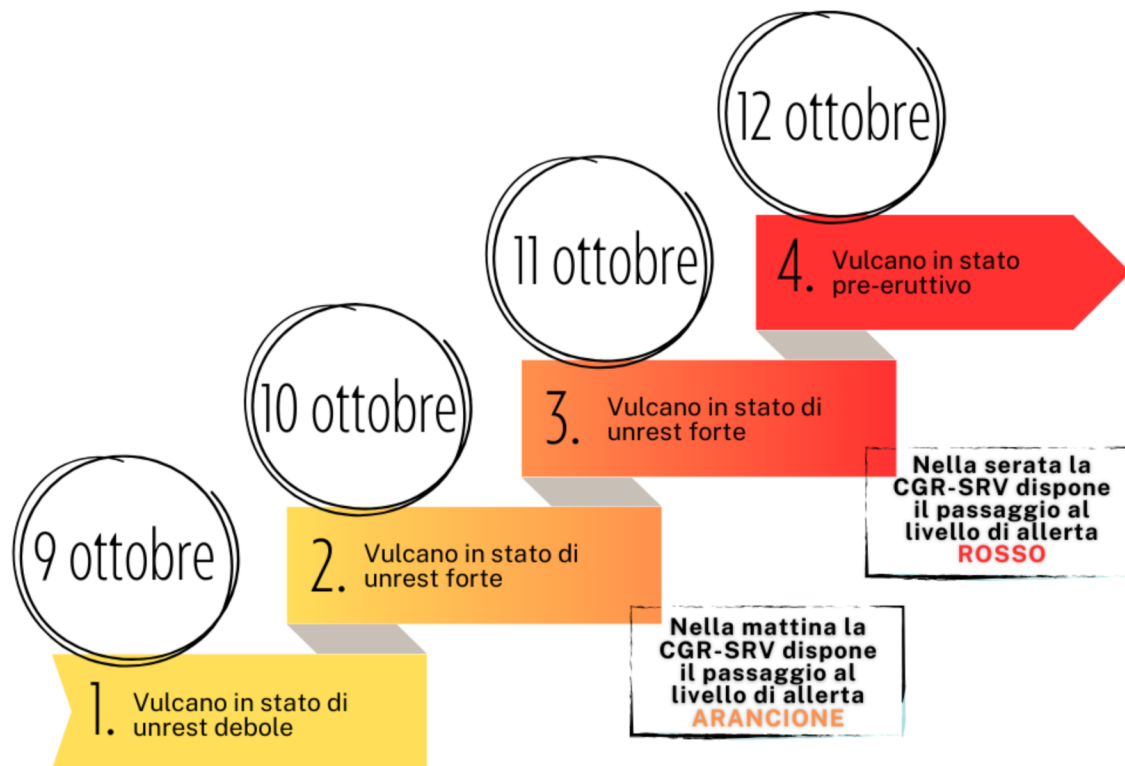 12 ottobre
4. Vulcano in stato
pre-eruttivo
11 ottobre
3. Vulcano in stato di
unrest forte
Nella serata la
CGR-SRV dispone
il passaggio al
livello di allerta
ROSSO
10 ottobre
2. Vulcano in stato di
unrest forte
Nella mattina la
CGR-SRV dispone
il passaggio al
livello di allerta
ARANCIONE
9 ottobre
1. Vulcano in stato di
unrest debole